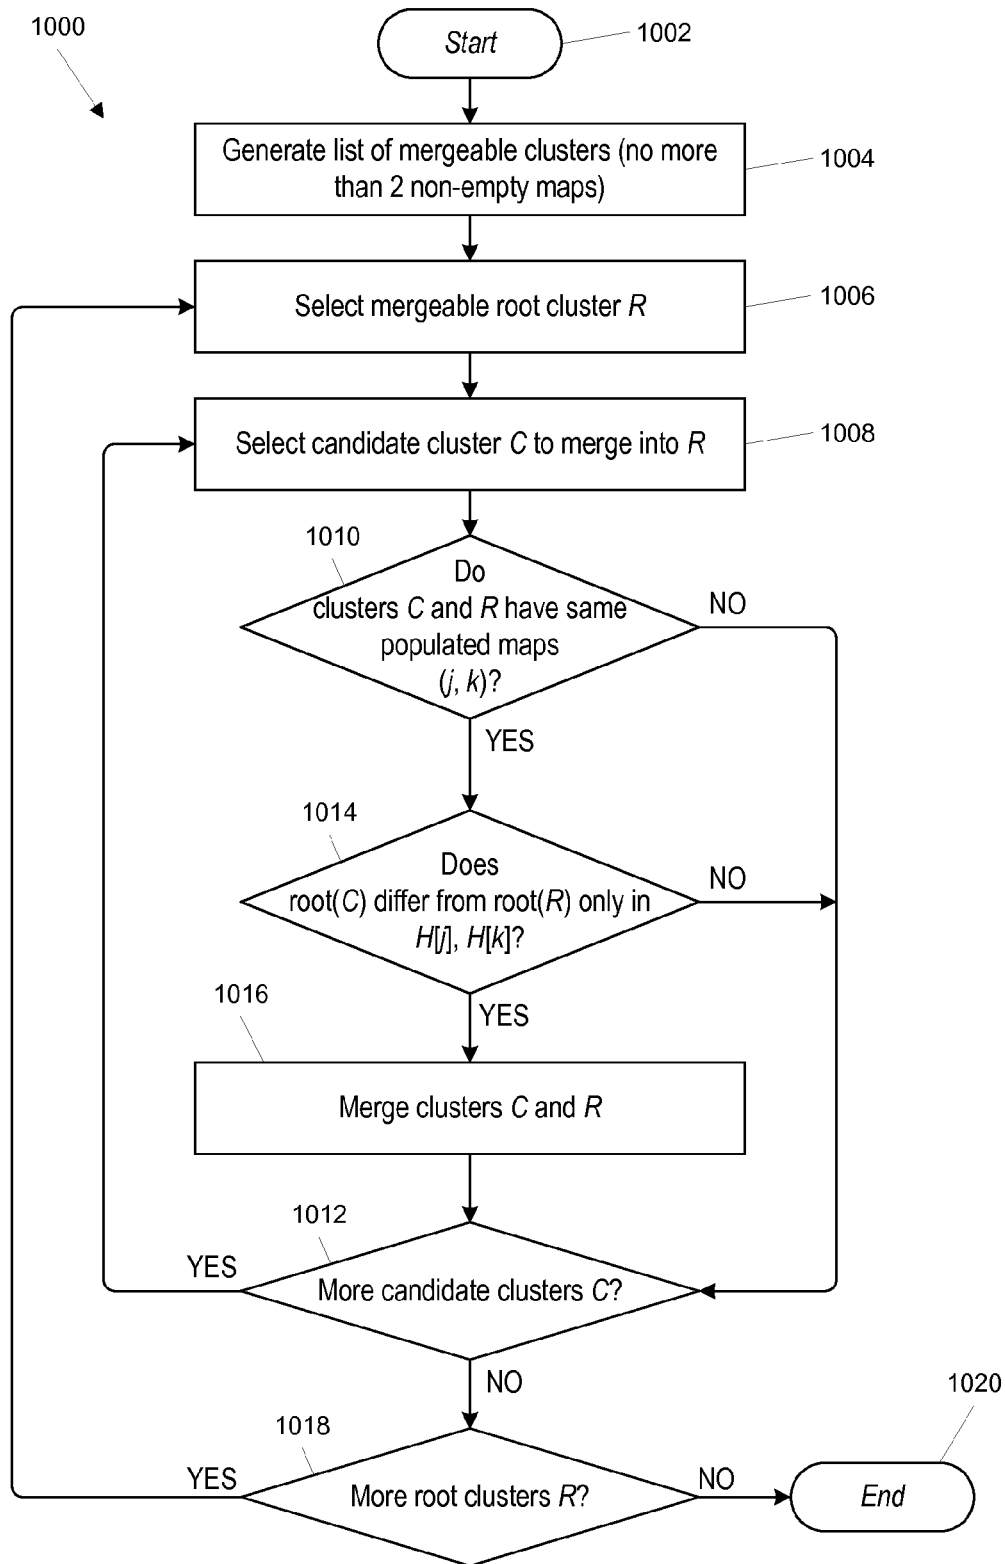 1000
Start
1002
Generate list of mergeable clusters (no more
than 2 non-empty maps)
1004
Select mergeable root cluster R
1006
Select candidate cluster C to merge into R
1008
1010
Do
clusters C and R have same
populated maps
(j, k)?
NO
YES
1014
Does
root(C) differ from root(R) only in
H[j], H[k]?
NO
YES
1016
Merge clusters C and R
1012
More candidate clusters C?
YES
NO
1018
More root clusters R?
YES
NO
1020
End